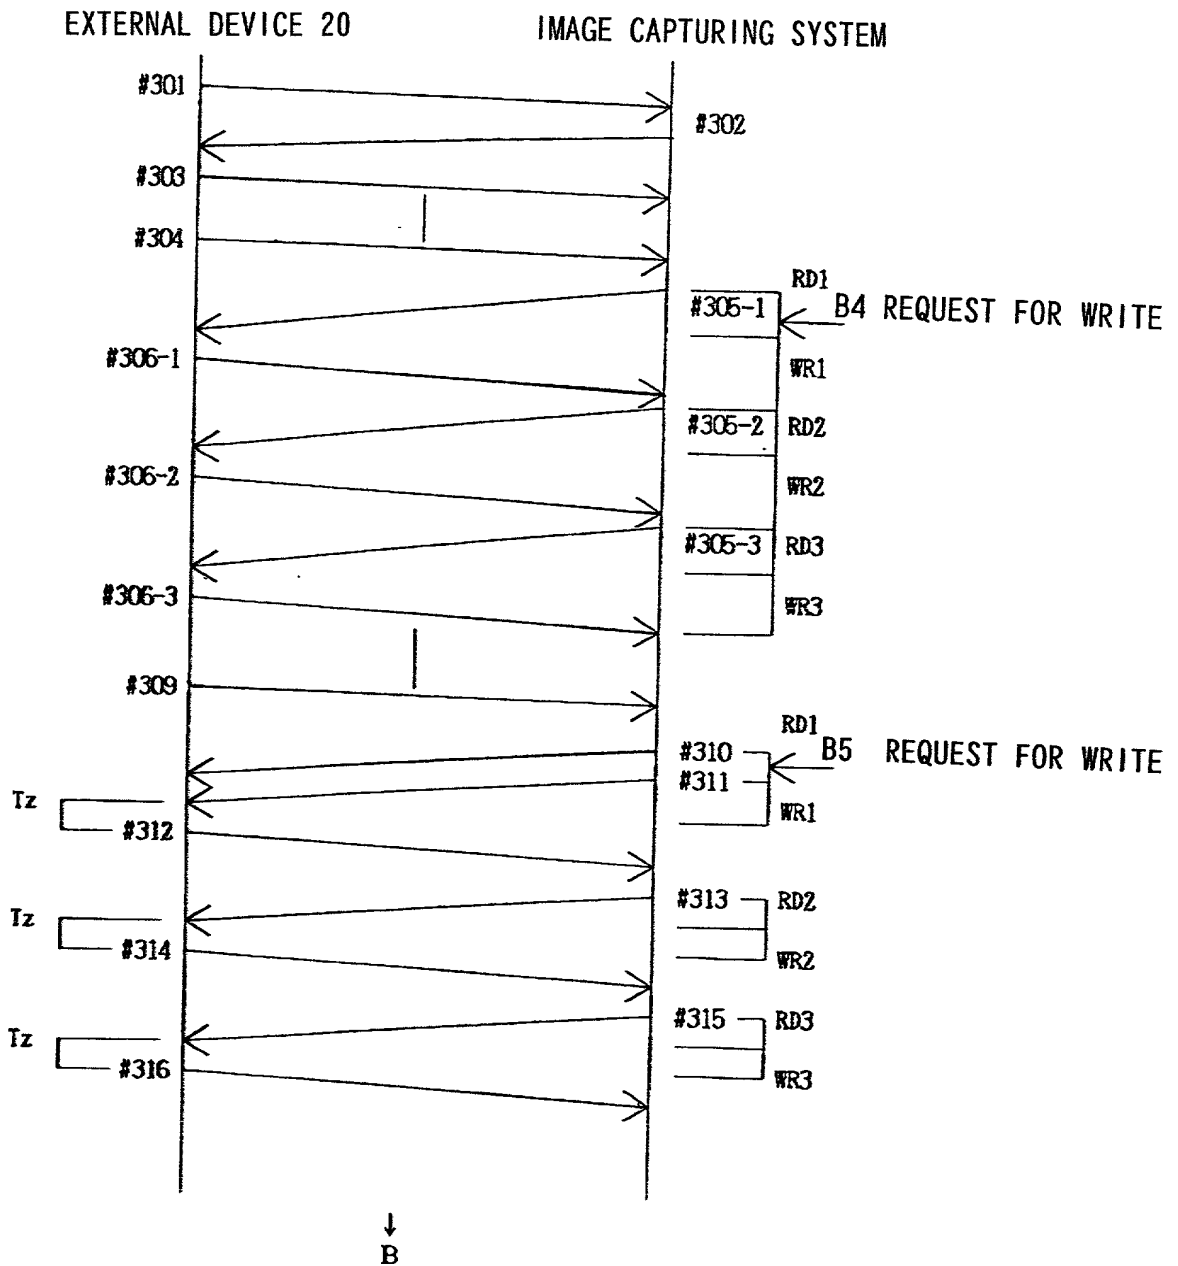 EXTERNAL DEVICE 20
IMAGE CAPTURING SYSTEM
#301
#302
#303
#304
RD1
#305-1
B4 REQUEST FOR WRITE
#306-1
WR1
#305-2
RD2
#306-2
WR2
#305-3
RD3
#306-3
WR3
#309
RD1
#310
B5 REQUEST FOR WRITE
#311
Tz
WR1
#312
#313
RD2
Tz
#314
WR2
#315
RD3
Tz
#316
WR3
B